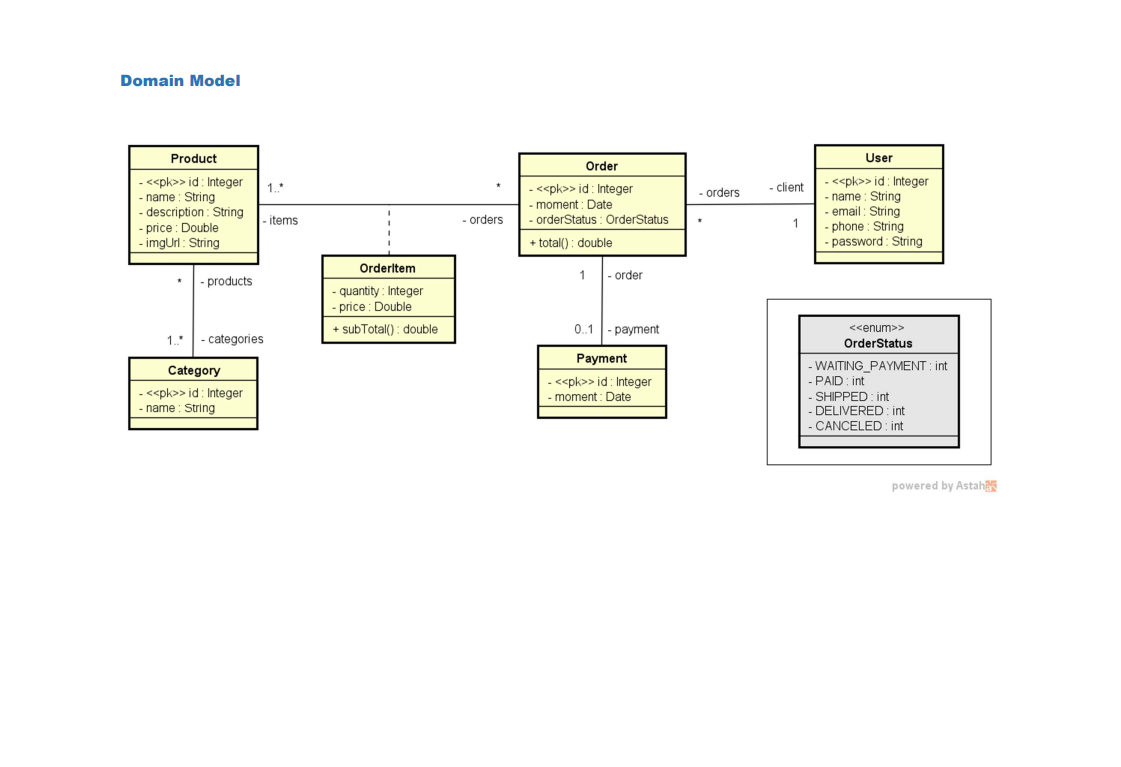 Domain Model
Product
- <<pk>> id : Integer
- name : String
- description : String
- price : Double
- imgUrl : String
1..*
- items
*
- orders
Order
- <<pk>> id : Integer
- moment : Date
- orderStatus : OrderStatus
+ total() : double
- orders
*
- client
1
User
- <<pk>> id : Integer
- name : String
- email : String
- phone : String
- password : String
OrderItem
- quantity : Integer
- price : Double
+ subTotal() : double
* - products
1..* - categories
Category
- <<pk>> id : Integer
- name : String
1 - order
0..1 - payment
Payment
- <<pk>> id : Integer
- moment : Date
<<enum>>
OrderStatus
- WAITING_PAYMENT : int
- PAID : int
- SHIPPED : int
- DELIVERED : int
- CANCELED : int
powered by Astah